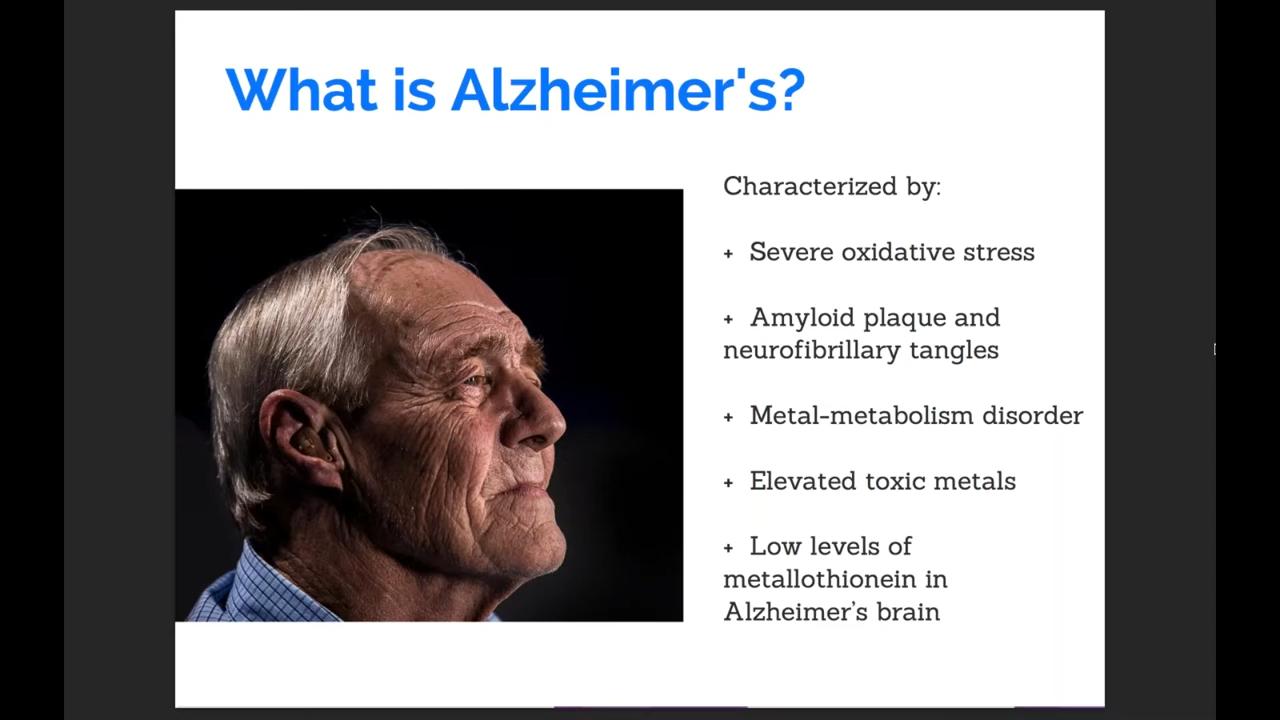 What is Alzheimer's?
Characterized by:
+ Severe oxidative stress
+ Amyloid plaque and
neurofibrillary tangles
+ Metal-metabolism disorder
+ Elevated toxic metals
+ Low levels of
metallothionein in
Alzheimer’s brain